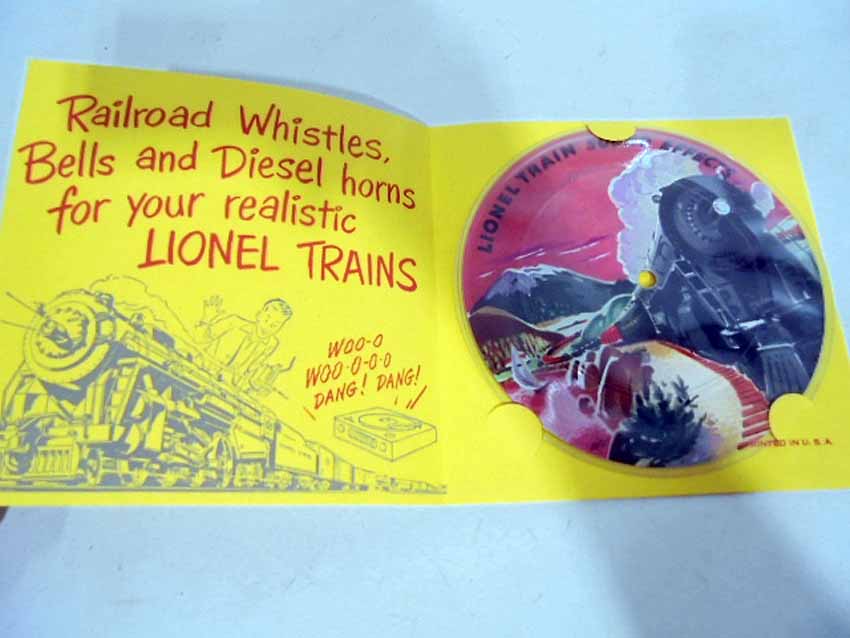 Railroad Whistles,
Bells and Diesel horns
for your realistic
LIONEL TRAINS
WOO-O
WOO-O-O-O
DANG! DANG!
LIONEL TRAIN SOUND EFFECTS
PRINTED IN U. S. A.